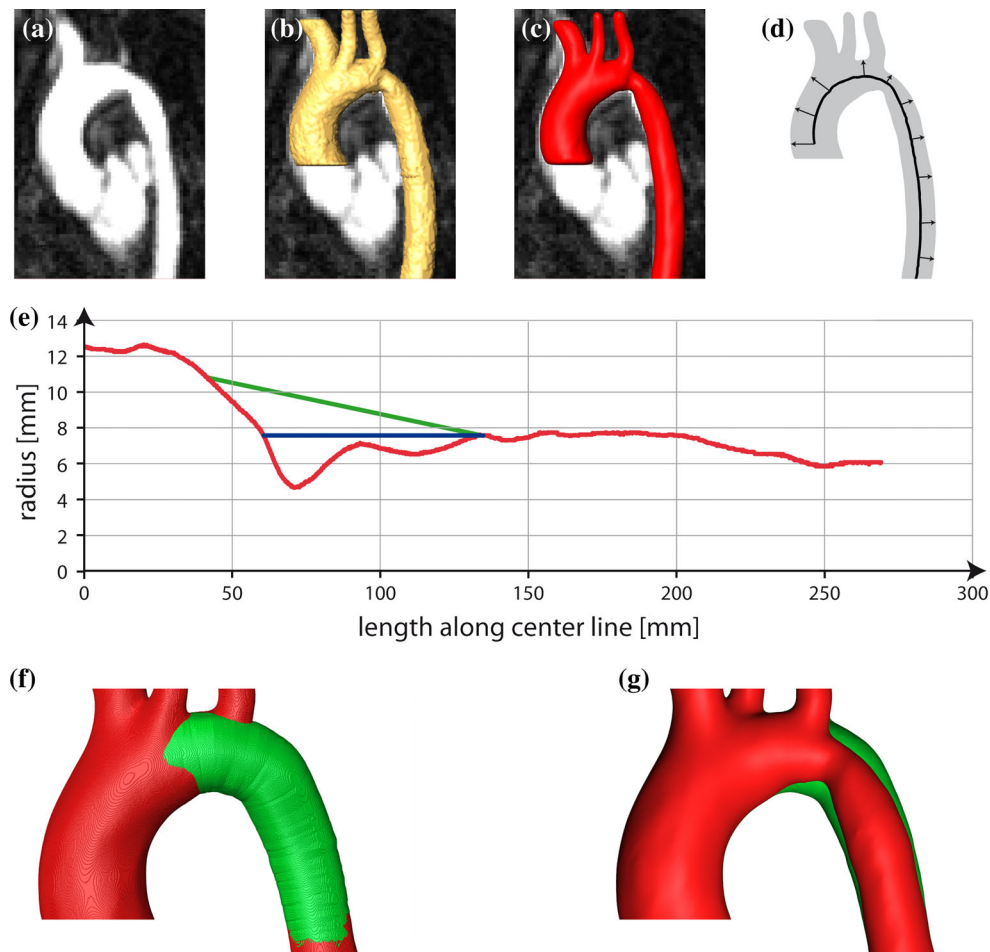 (a)
(b)
(c)
(d)
(e)
14
12
10
8
6
4
2
0
radius [mm]
0 50 100 150 200 250 300
length along center line [mm]
(f)
(g)